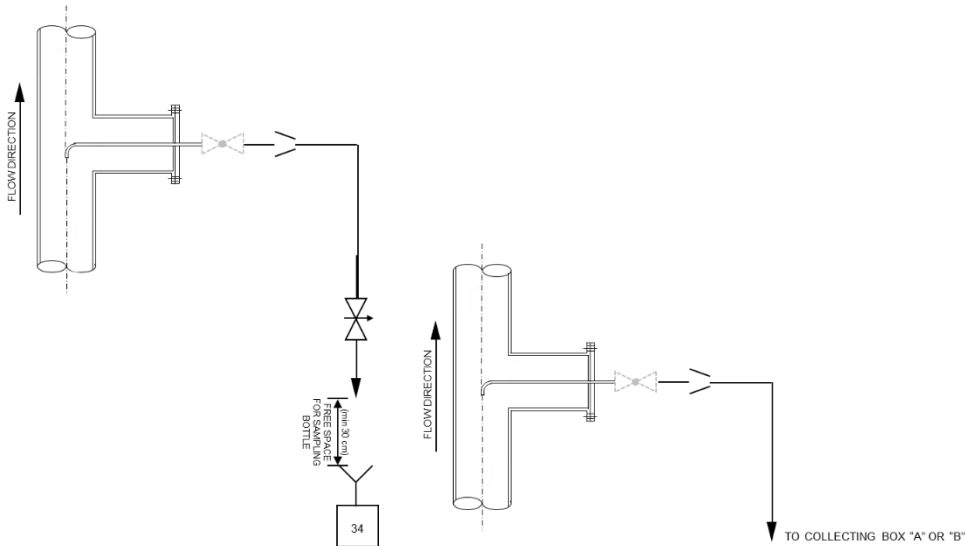 FLOW DIRECTION
(min 30 cm)
FREE SPACE
FOR SAMPLING
BOTTLE
34
FLOW DIRECTION
TO COLLECTING BOX "A" OR "B"